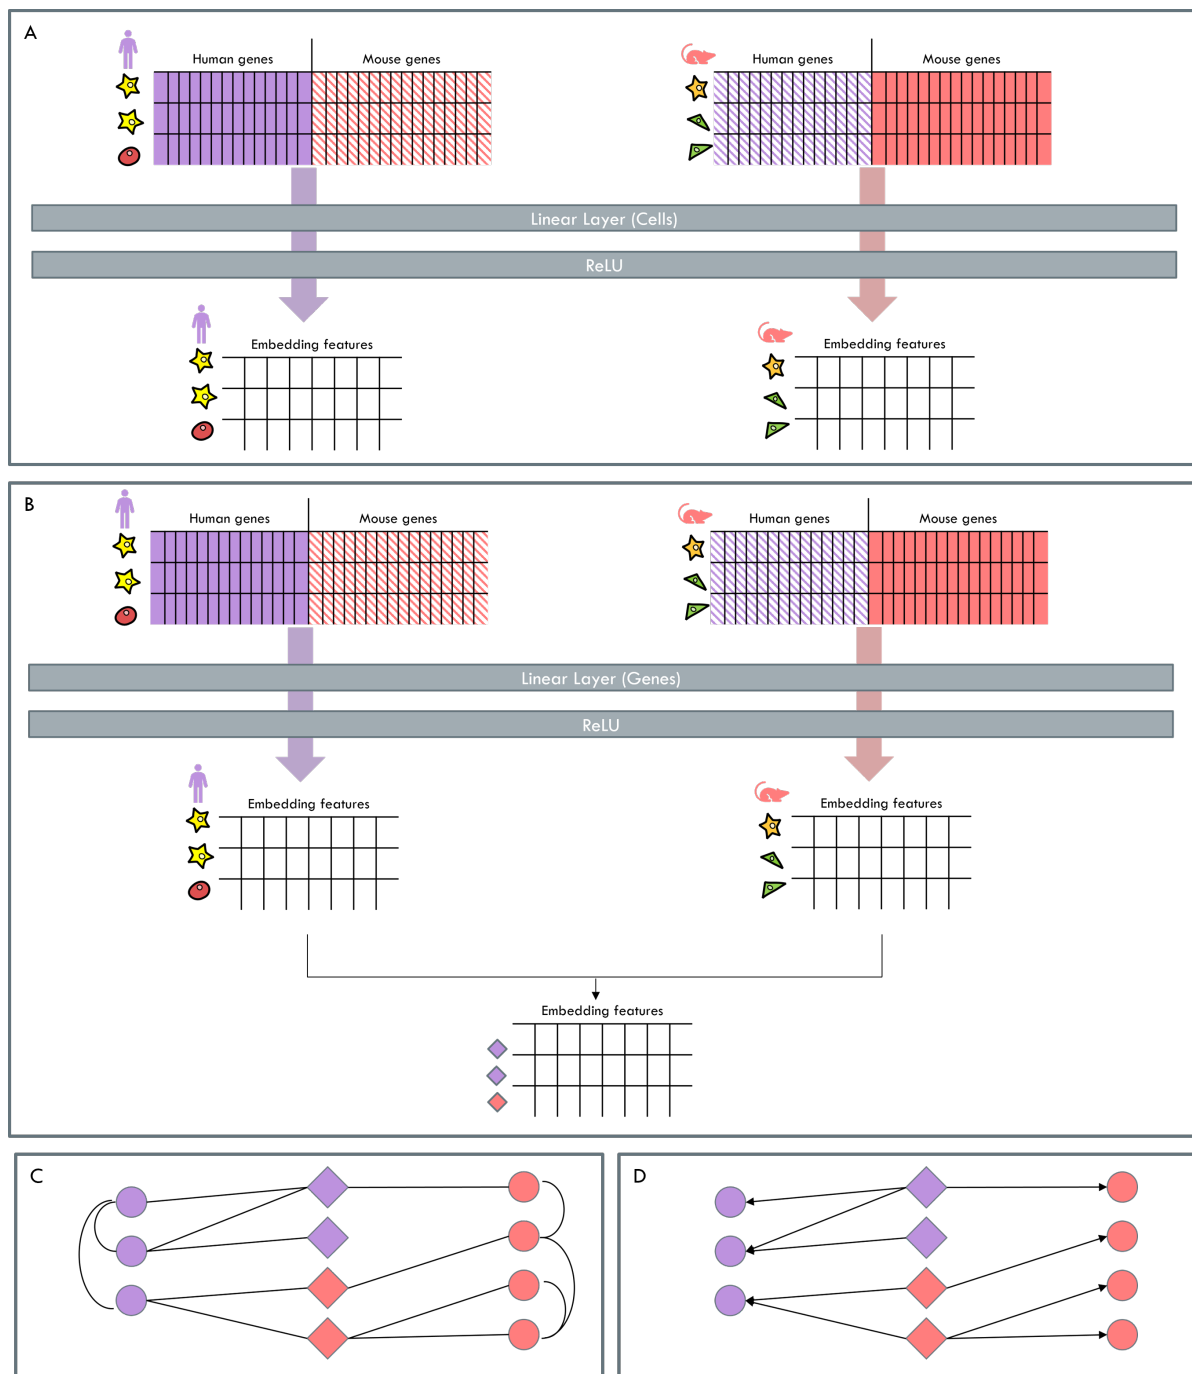 A
Human genes Mouse genes
Human genes Mouse genes
Linear Layer (Cells)
ReLU
Embedding features
Embedding features
B
Human genes Mouse genes
Human genes Mouse genes
Linear Layer (Genes)
ReLU
Embedding features
Embedding features
Embedding features
C
D